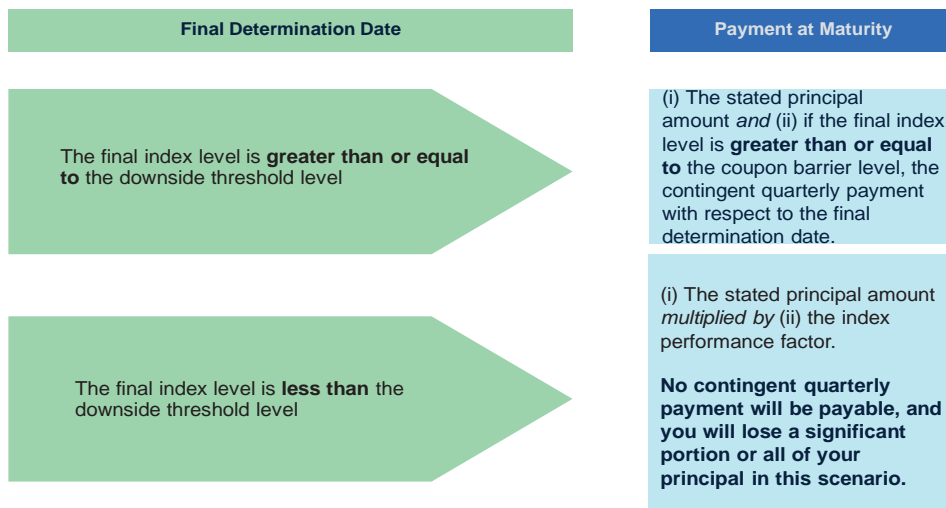 Final Determination Date
Payment at Maturity
The final index level is greater than or equal
to the downside threshold level
(i) The stated principal
amount and (ii) if the final index
level is greater than or equal
to the coupon barrier level, the
contingent quarterly payment
with respect to the final
determination date.
The final index level is less than the
downside threshold level
(i) The stated principal amount
multiplied by (ii) the index
performance factor.
No contingent quarterly
payment will be payable, and
you will lose a significant
portion or all of your
principal in this scenario.